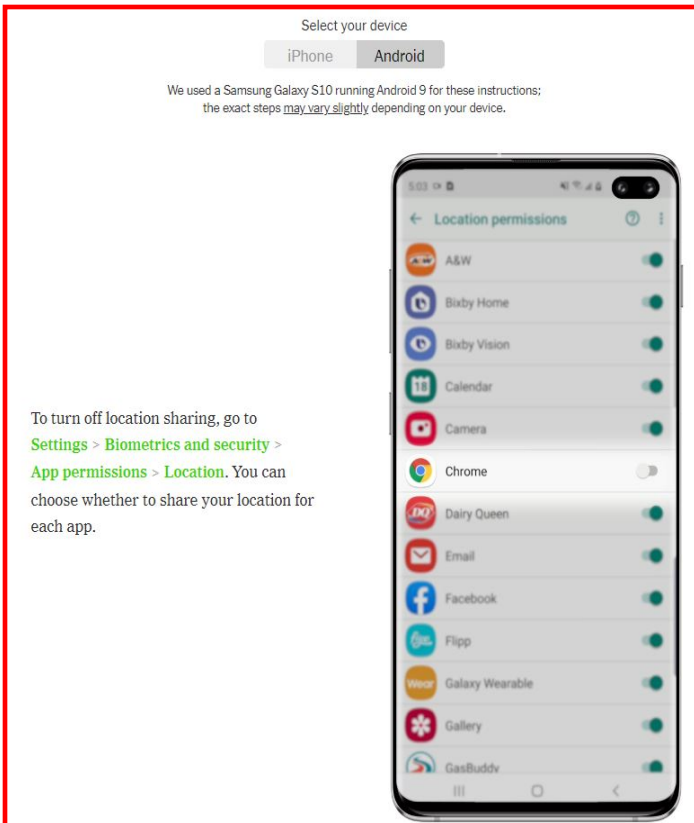 Select your device
iPhone Android
We used a Samsung Galaxy S10 running Android 9 for these instructions;
the exact steps may vary slightly depending on your device.
5:03
Location permissions
A&W
A&W
Bixby Home
Bixby Vision
18
Calendar
Camera
Chrome
DQ
Dairy Queen
Email
Facebook
Flipp
Wear
Galaxy Wearable
Gallery
GasBuddy
To turn off location sharing, go to
Settings > Biometrics and security >
App permissions > Location. You can
choose whether to share your location for
each app.